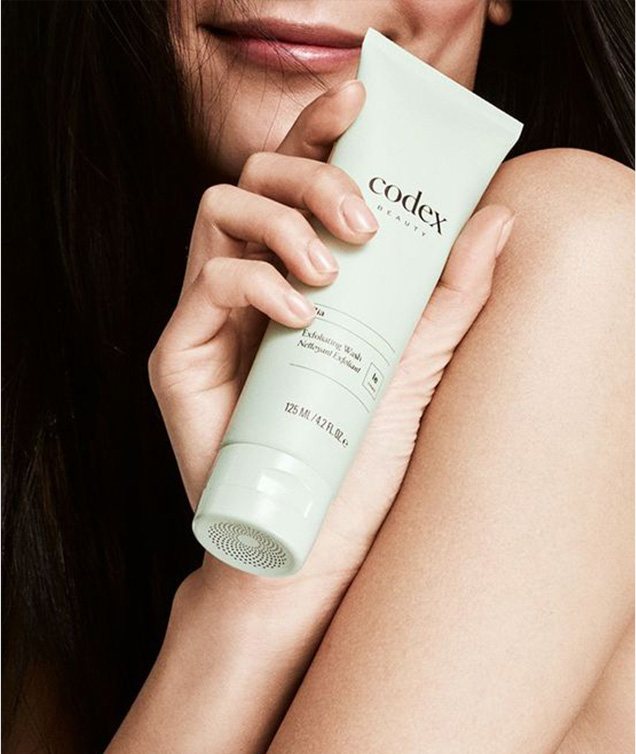 codex
BEAUTY
Exfoliating Wash
Nettoyant Exfoliant
125 ML/4.2 FL.OZ e